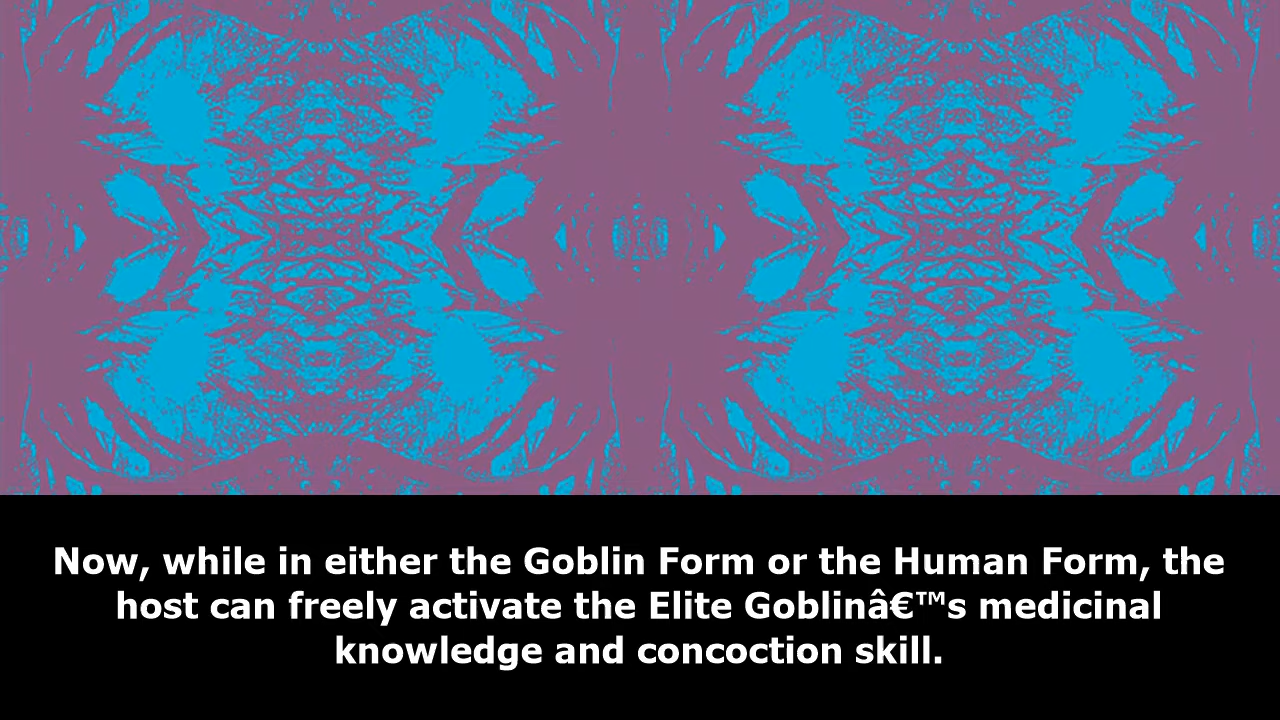 Now, while in either the Goblin Form or the Human Form, the
host can freely activate the Elite Goblinâ€™s medicinal
knowledge and concoction skill.